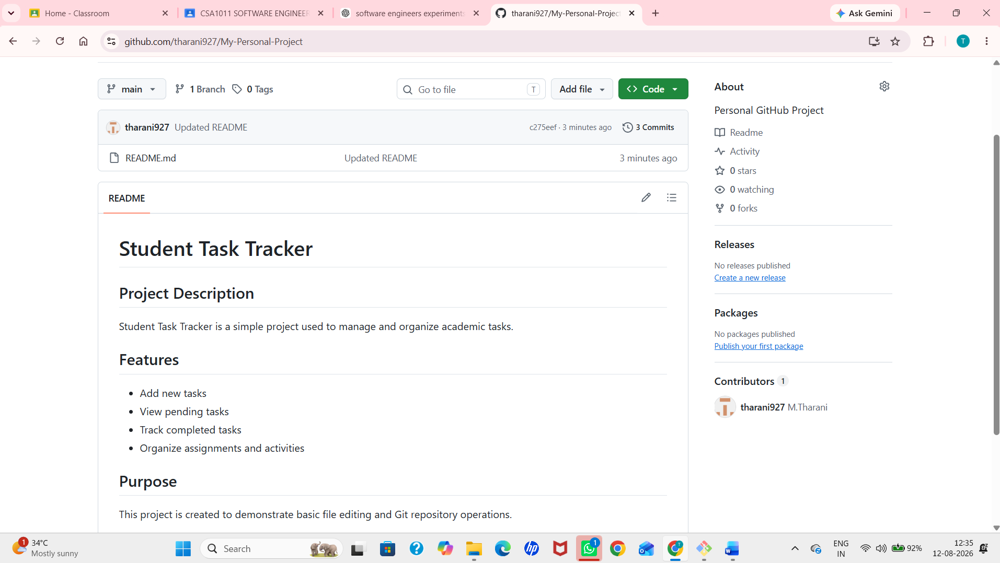 Home - Classroom
CSA1011 SOFTWARE ENGINEER
software engineers experiments
tharani927/My-Personal-Project
Ask Gemini
github.com/tharani927/My-Personal-Project
T
main
1 Branch
0 Tags
Go to file
T
Add file
Code
tharani927 Updated README
c275eef · 3 minutes ago
3 Commits
README.md
Updated README
3 minutes ago
README
Student Task Tracker
Project Description
Student Task Tracker is a simple project used to manage and organize academic tasks.
Features
• Add new tasks
• View pending tasks
• Track completed tasks
• Organize assignments and activities
Purpose
This project is created to demonstrate basic file editing and Git repository operations.
About
Personal GitHub Project
Readme
Activity
0 stars
0 watching
0 forks
Releases
No releases published
Create a new release
Packages
No packages published
Publish your first package
Contributors 1
tharani927 M.Tharani
1
34°C
Mostly sunny
Search
1
ENG
IN
92%
12:35
12-08-2026